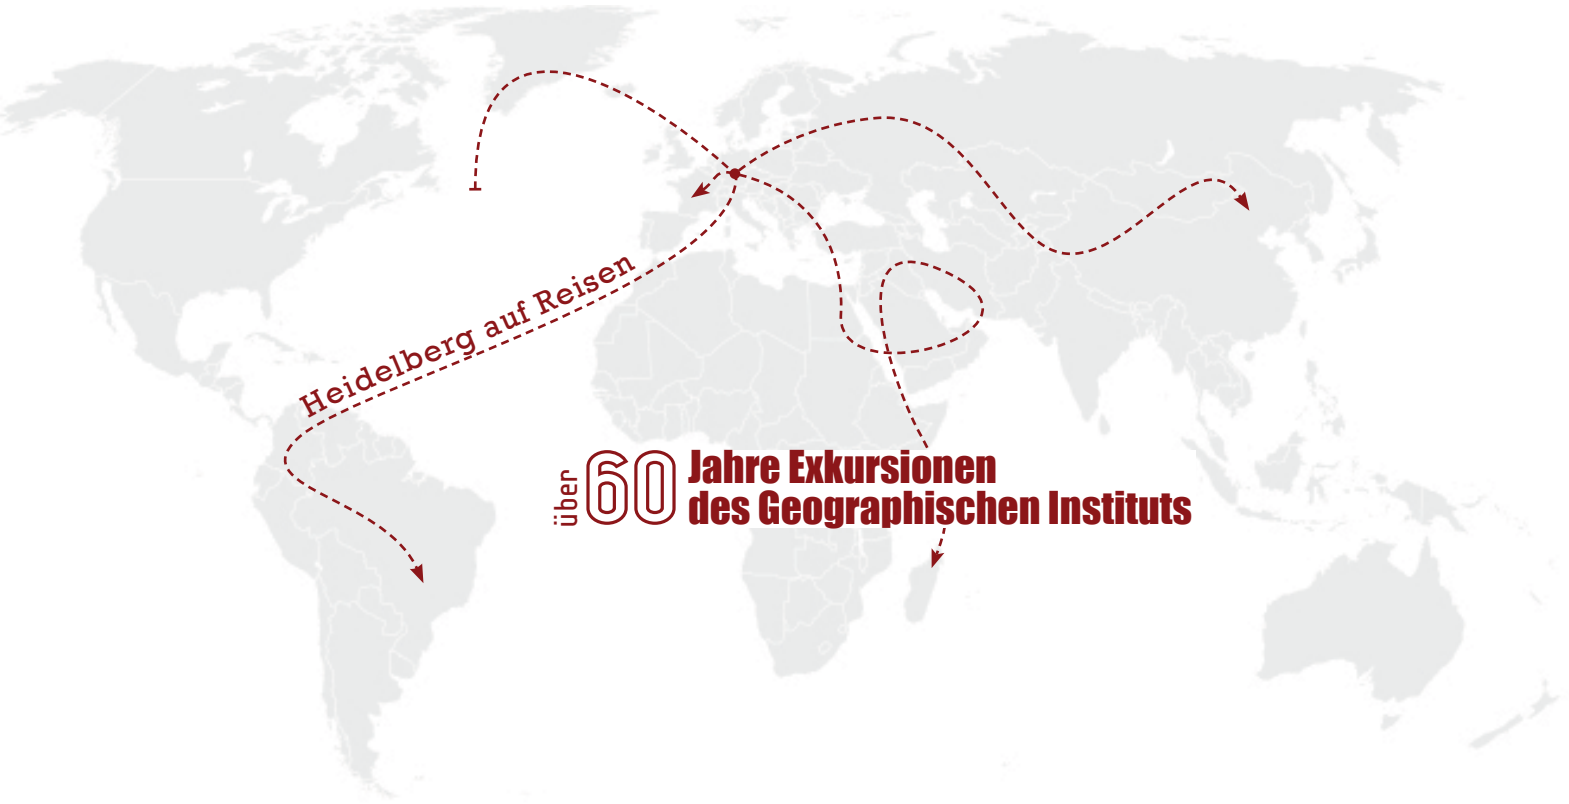 Heidelberg auf Reisen
über 60 Jahre Exkursionen
des Geographischen Instituts